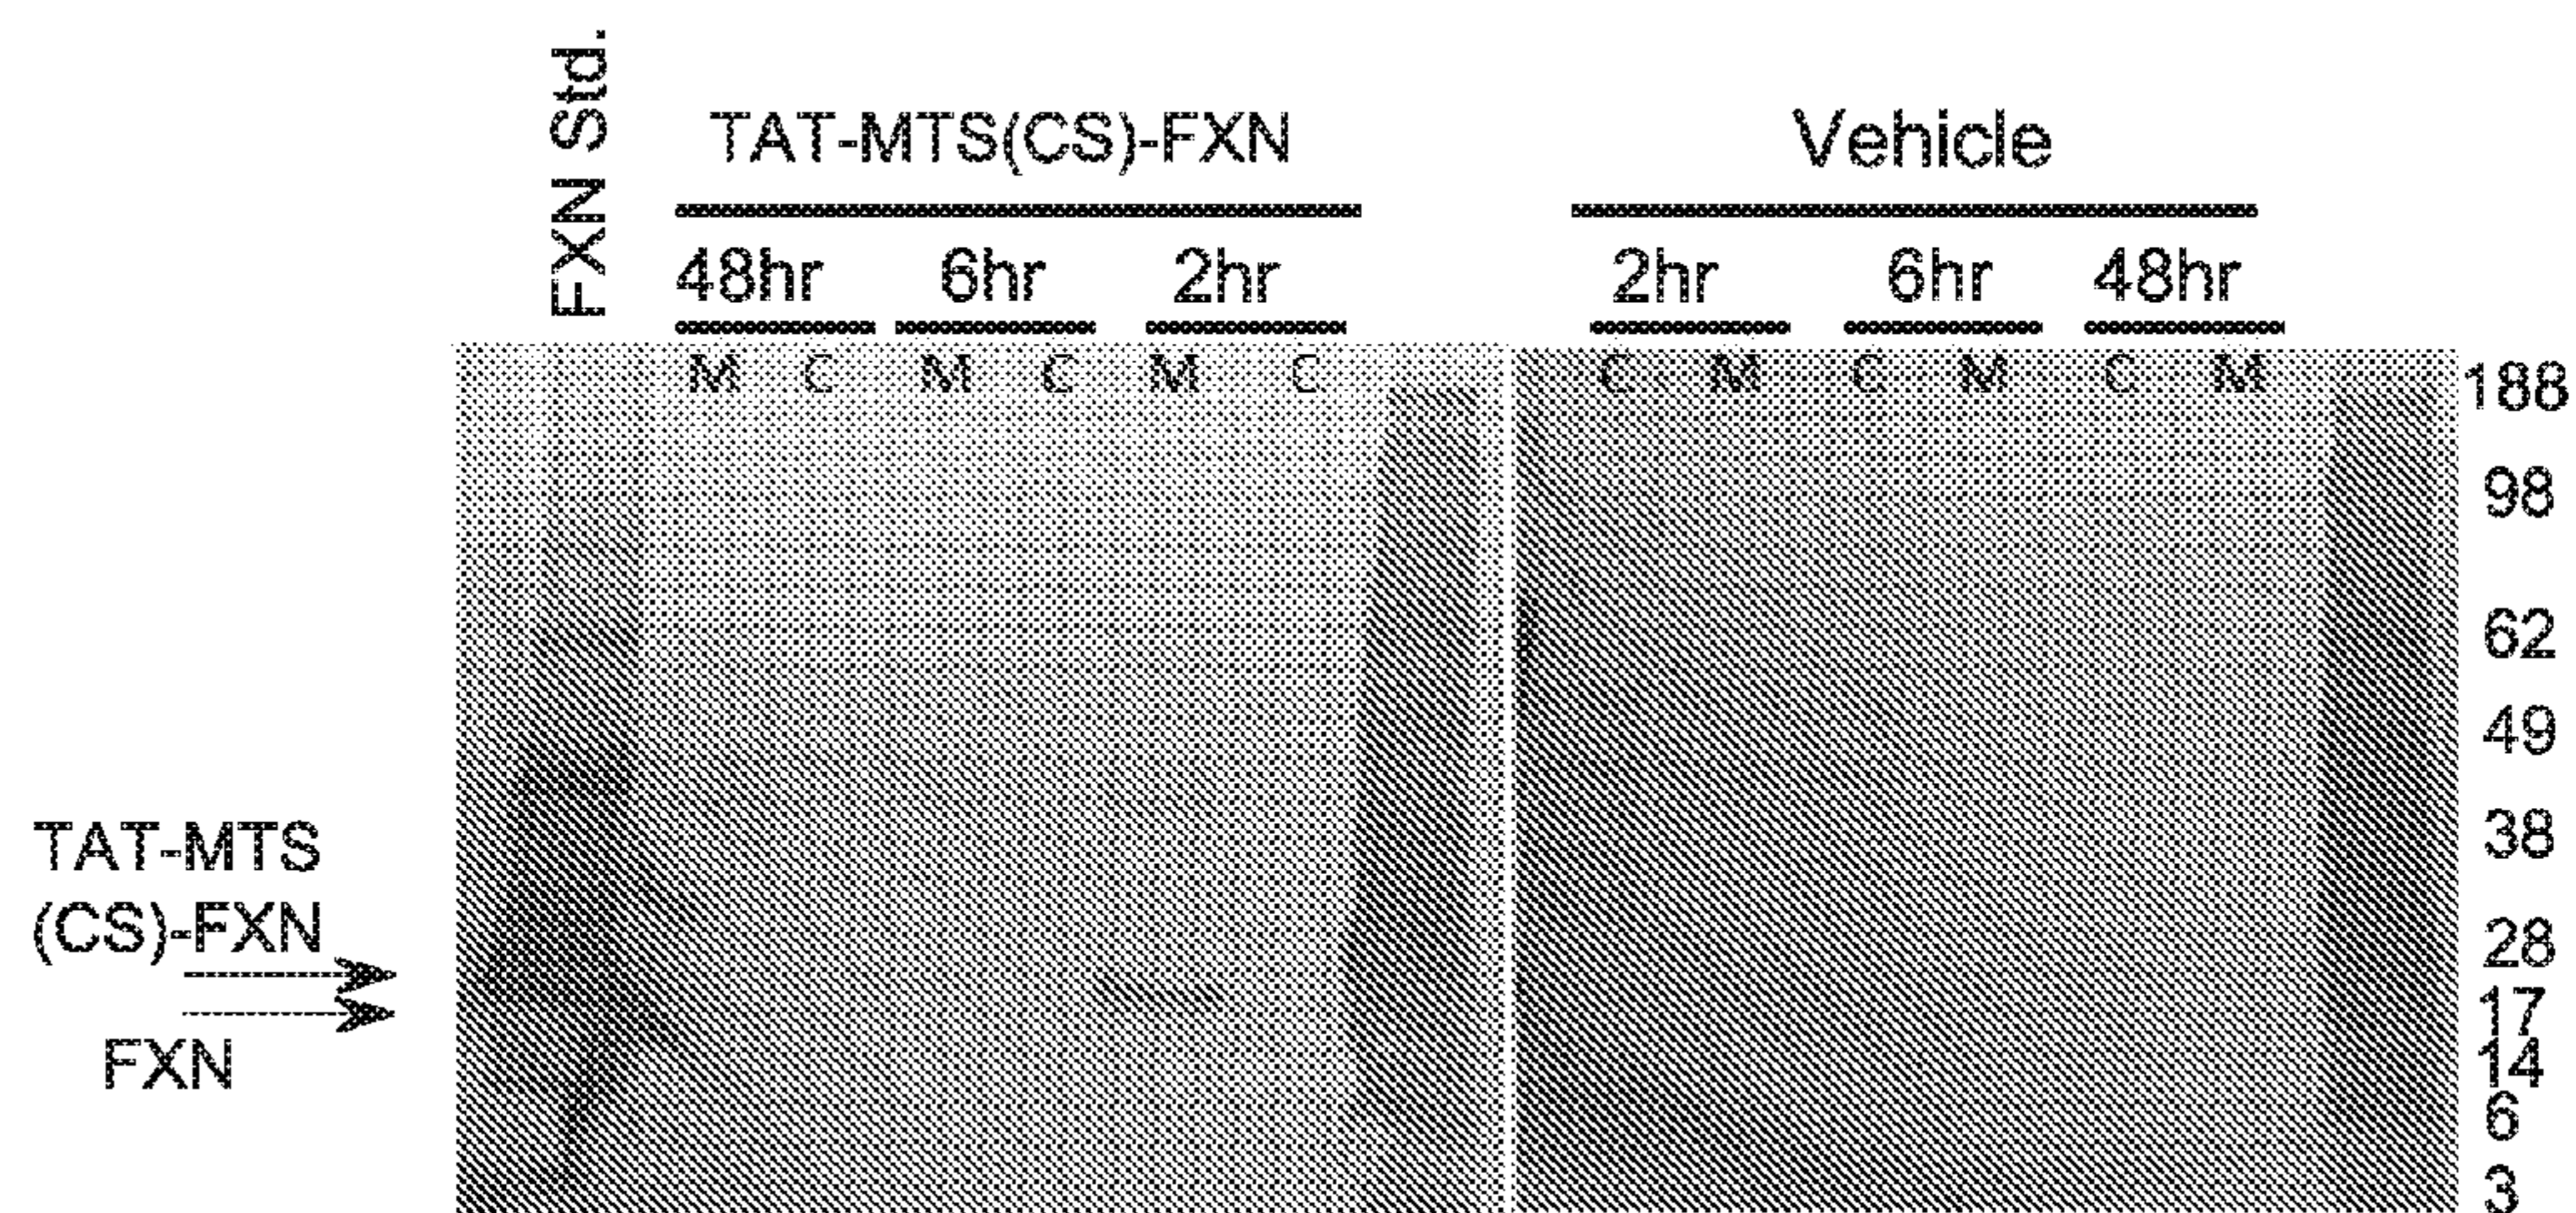 FXN Std.
TAT-MTS(CS)-FXN
Vehicle
48hr 6hr 2hr
2hr 6hr 48hr
M C M C M C
C M C M C M
188
98
62
49
38
28
17
14
6
3
TAT-MTS
(CS)-FXN
FXN